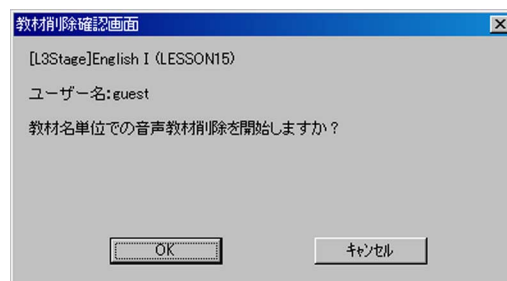 教材削除確認画面
[L3Stage]English I (LESSON15)
ユーザー名:guest
教材名単位での音声教材削除を開始しますか？
OK
キャンセル